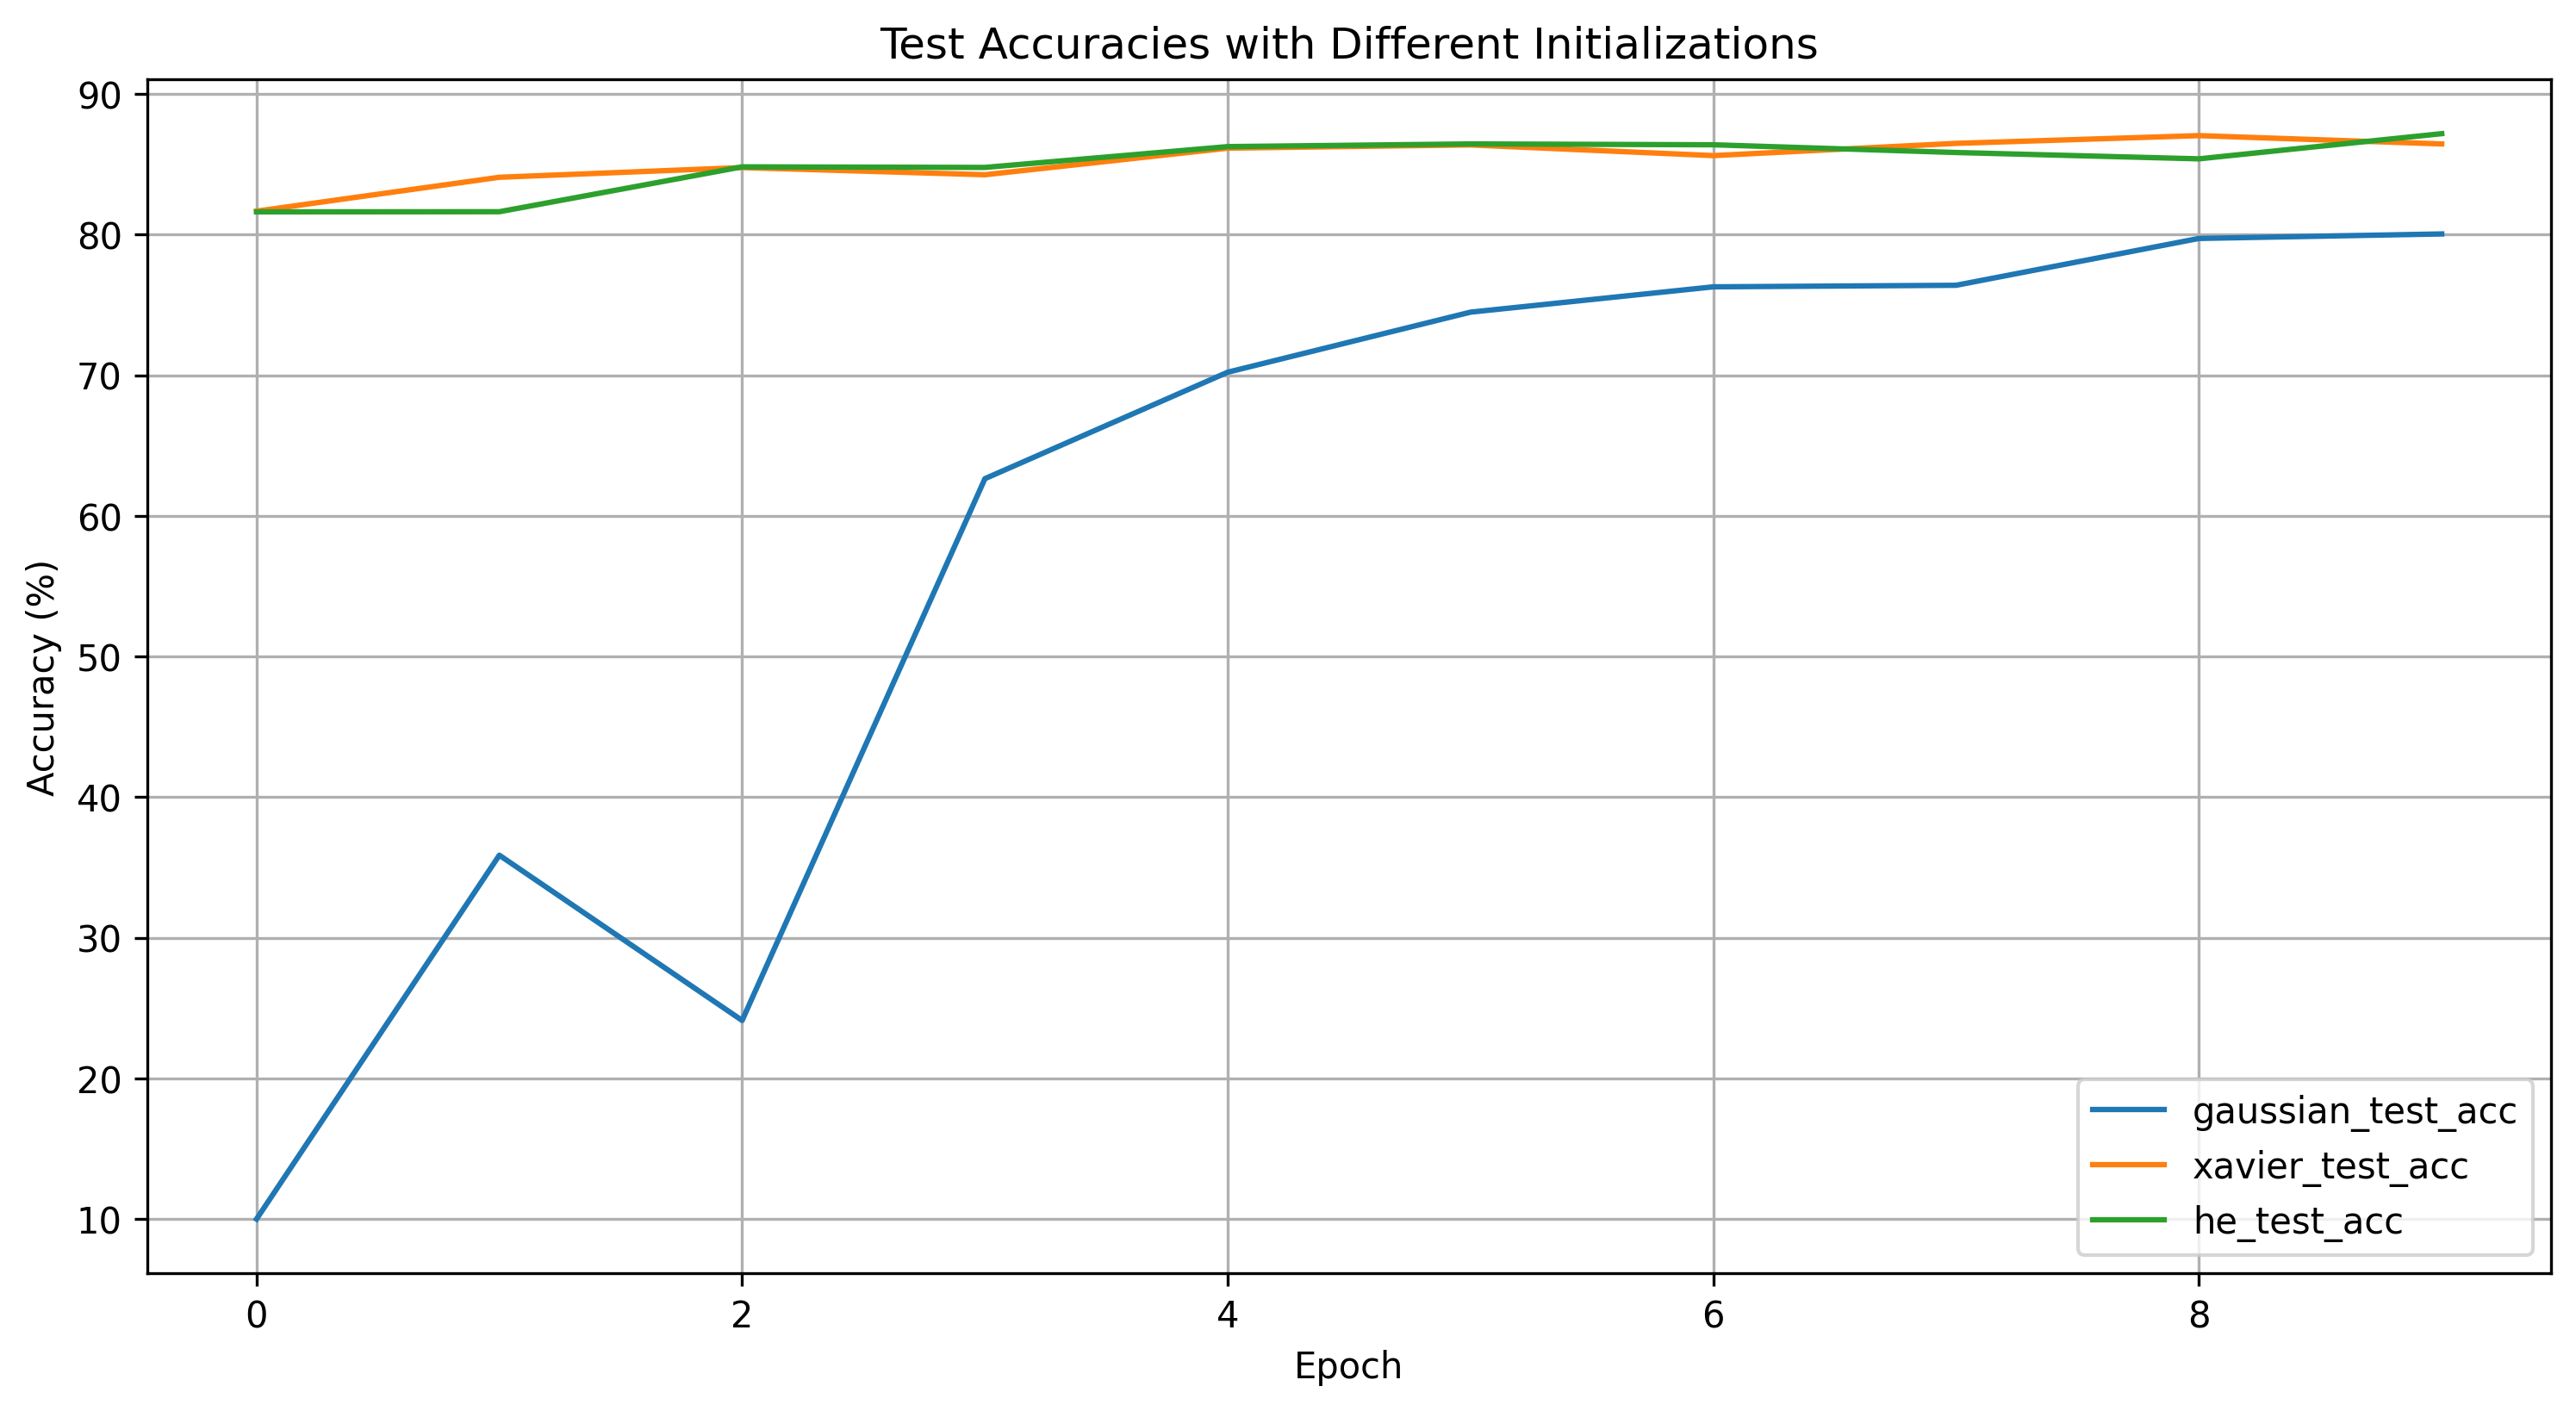 Test Accuracies with Different Initializations
90
80
70
60
50
40
30
20
10
Accuracy (%)
0 2 4 6 8
Epoch
gaussian_test_acc
xavier_test_acc
he_test_acc